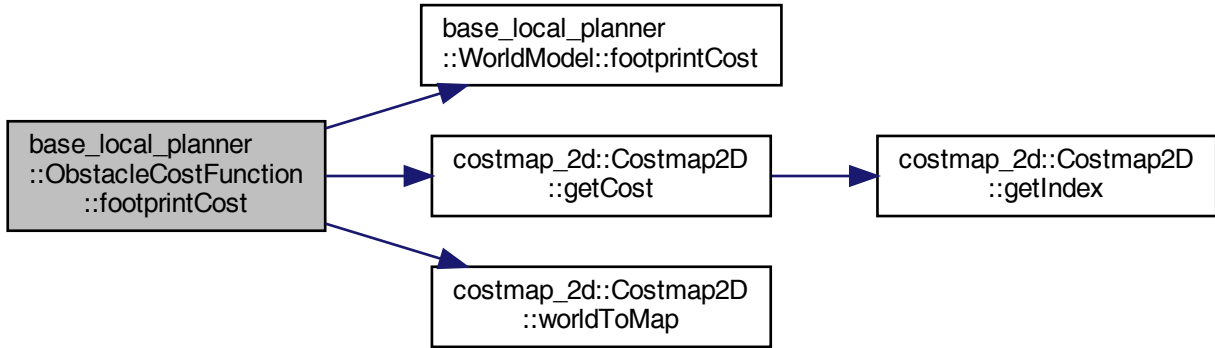 base_local_planner
::WorldModel::footprintCost
base_local_planner
::ObstacleCostFunction
::footprintCost
costmap_2d::Costmap2D
::getCost
costmap_2d::Costmap2D
::getIndex
costmap_2d::Costmap2D
::worldToMap